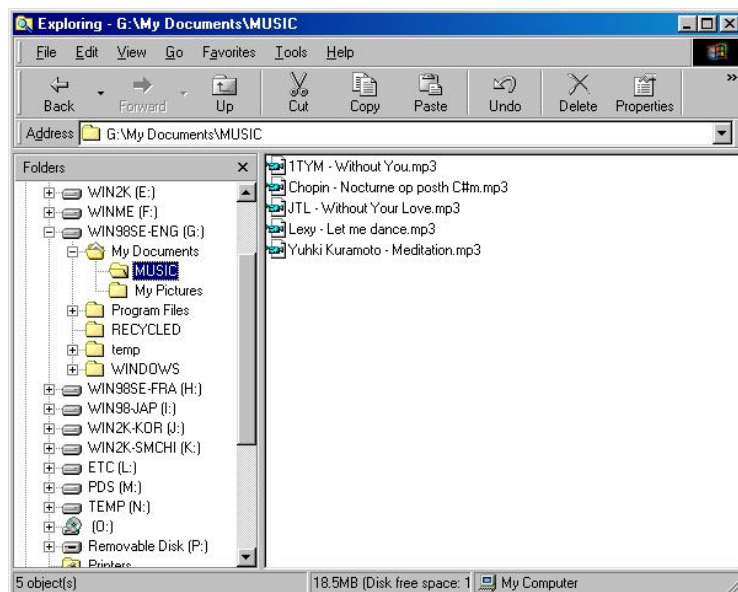 Exploring - G:\My Documents\MUSIC
File Edit View Go Favorites Tools Help
Back Forward Up Cut Copy Paste Undo Delete Properties »
Address G:\My Documents\MUSIC
Folders
WIN2K (E:)
WINME (F:)
WIN98SE-ENG (G:)
My Documents
MUSIC
My Pictures
Program Files
RECYCLED
temp
WINDOWS
WIN98SE-FRA (H:)
WIN98-JAP (I:)
WIN2K-KOR (J:)
WIN2K-SMCHI (K:)
ETC (L:)
PDS (M:)
TEMP (N:)
(O:)
Removable Disk (P:)
Printers
1TYM - Without You.mp3
Chopin - Nocturne op posth C#m.mp3
JTL - Without Your Love.mp3
Lexy - Let me dance.mp3
Yuhki Kuramoto - Meditation.mp3
5 object(s) 18.5MB (Disk free space: 1 My Computer